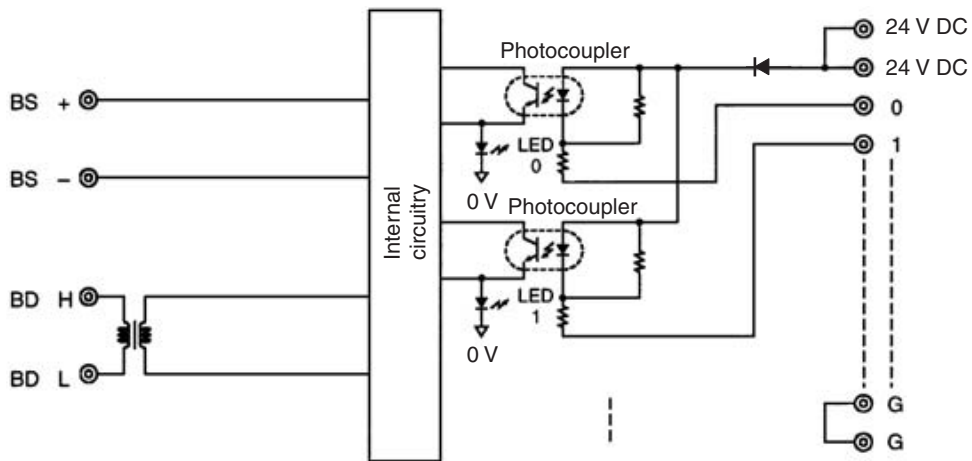 24 V DC
Photocoupler
24 V DC
BS +
0
1
LED
0
BS –
0 V
Photocoupler
Internal
circuitry
BD H
LED
1
0 V
BD L
G
G